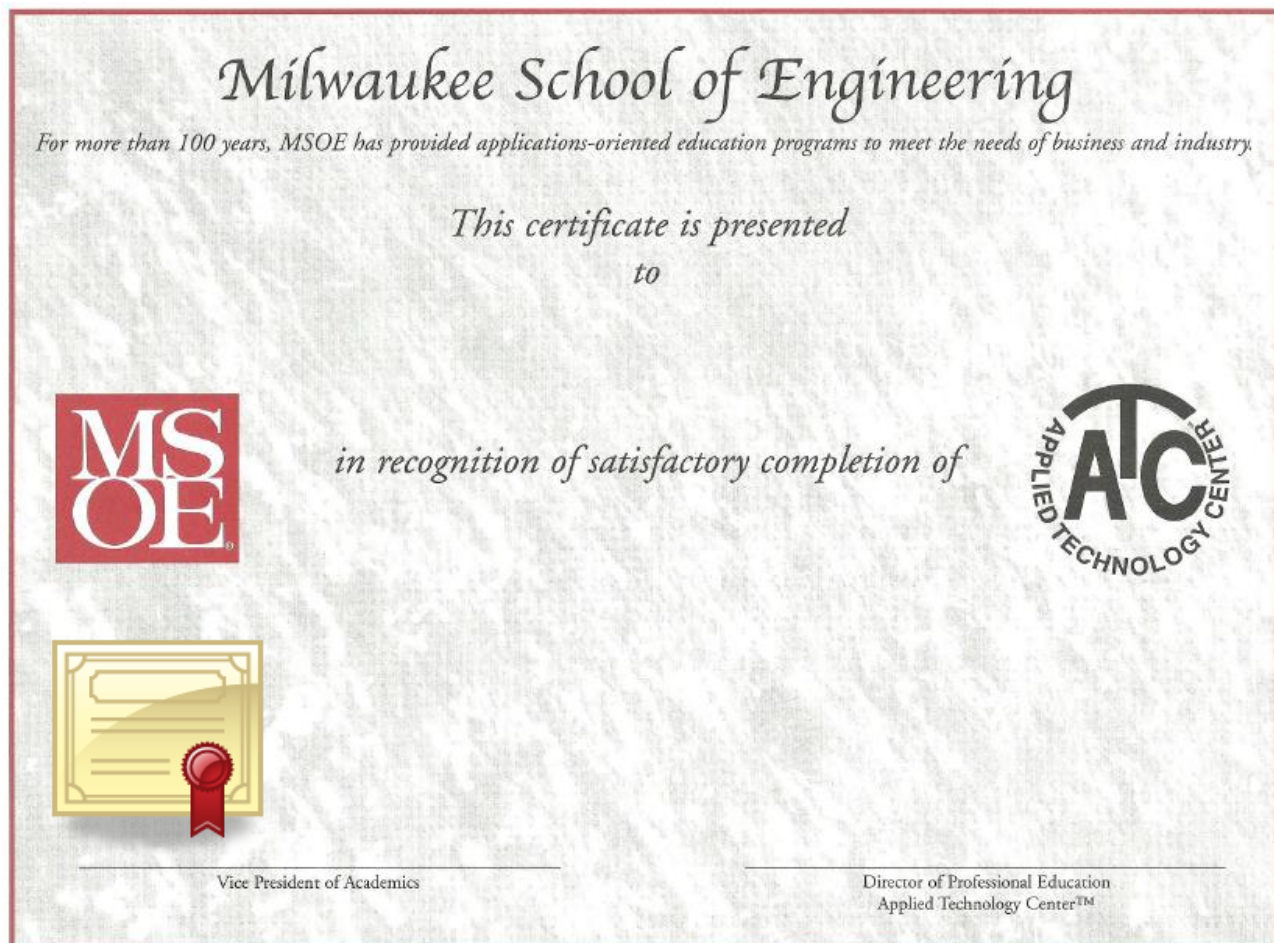 Milwaukee School of Engineering
For more than 100 years, MSOE has provided applications-oriented education programs to meet the needs of business and industry.
This certificate is presented
to
MS
OE®
in recognition of satisfactory completion of
ATC
APPLIED TECHNOLOGY CENTER
Vice President of Academics
Director of Professional Education
Applied Technology Center™